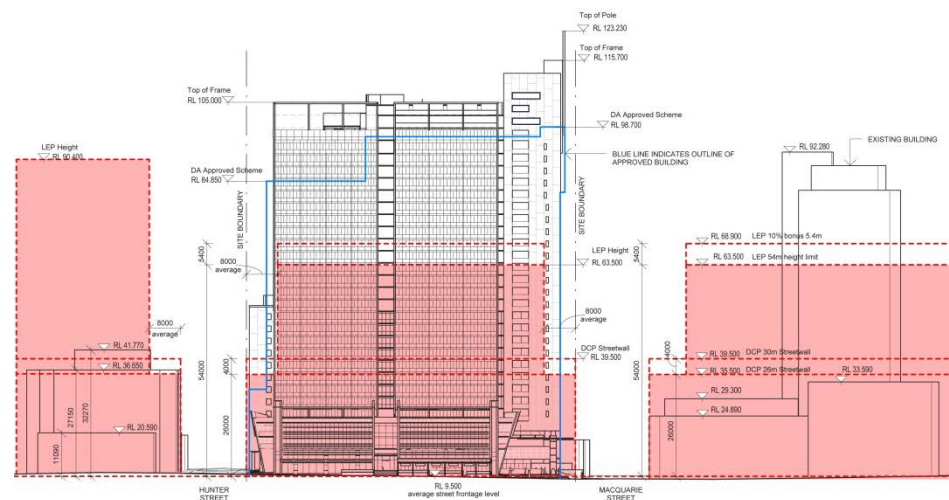 Top of Pole
RL 123.230
Top of Frame
RL 115.700
Top of Frame
RL 105.000
DA Approved Scheme
RL 98.700
BLUE LINE INDICATES OUTLINE OF
APPROVED BUILDING
EXISTING BUILDING
RL 92.280
LEP Height
RL 90.400
DA Approved Scheme
RL 84.850
SITE BOUNDARY
SITE BOUNDARY
RL 68.900 LEP 10% bonus 5.4m
5400
5400
LEP Height
RL 63.500
RL 63.500 LEP 54m height limit
8000
average
8000
average
8000
average
RL 41.770
RL 36.650
DCP Streetwall
RL 39.500
RL 39.500 DCP 30m Streetwall
RL 35.500 DCP 26m Streetwall
RL 33.590
54000
4000
54000
4000
RL 29.300
RL 24.890
27150
32270
RL 20.590
11090
26000
26000
RL 9.500
average street frontage level
HUNTER
STREET
MACQUARIE
STREET